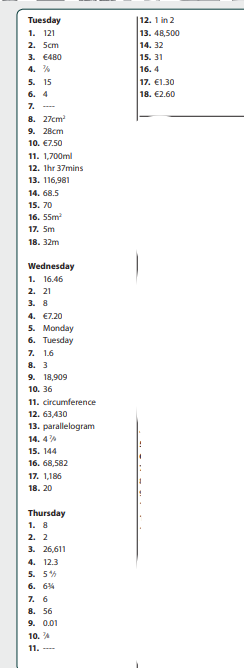 Tuesday
1. 121
2. 5cm
3. €480
4. ⅞
5. 15
6. 4
7. ----
8. 27cm²
9. 28cm
10. €7.50
11. 1,700ml
12. 1hr 37mins
13. 116,981
14. 68.5
15. 70
16. 55m²
17. 5m
18. 32m
Wednesday
1. 16.46
2. 21
3. 8
4. €7.20
5. Monday
6. Tuesday
7. 1.6
8. 3
9. 18,909
10. 36
11. circumference
12. 63,430
13. parallelogram
14. 4
15. 144
16. 68,582
17. 1,186
18. 20
Thursday
1. 8
2. 2
3. 26,611
4. 12.3
5. 5
6. 6¾
7. 6
8. 56
9. 0.01
10. ⅞
11. ----
12. 1 in 2
13. 48,500
14. 32
15. 31
16. 4
17. €1.30
18. €2.60